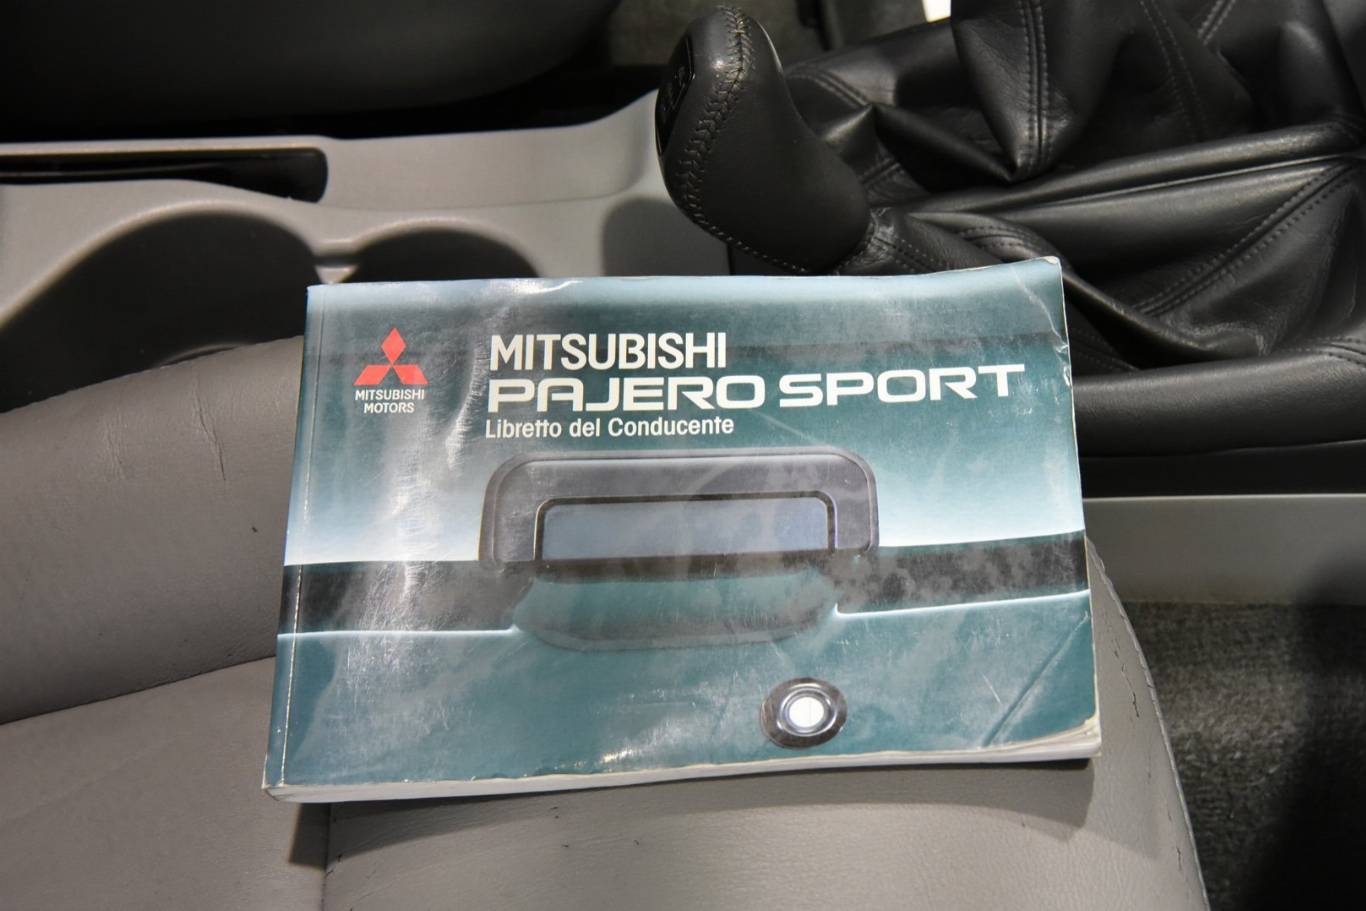 MITSUBISHI
MOTORS
MITSUBISHI
PAJERO SPORT
Libretto del Conducente